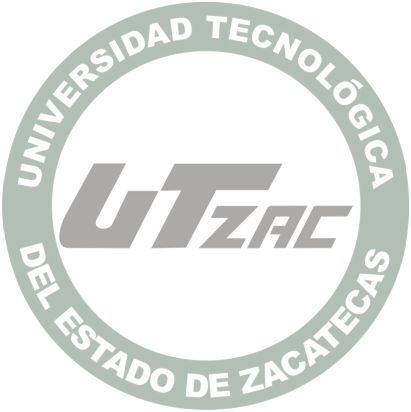 UNIVERSIDAD TECNOLÓGICA
UTZAC
DEL ESTADO DE ZACATECAS